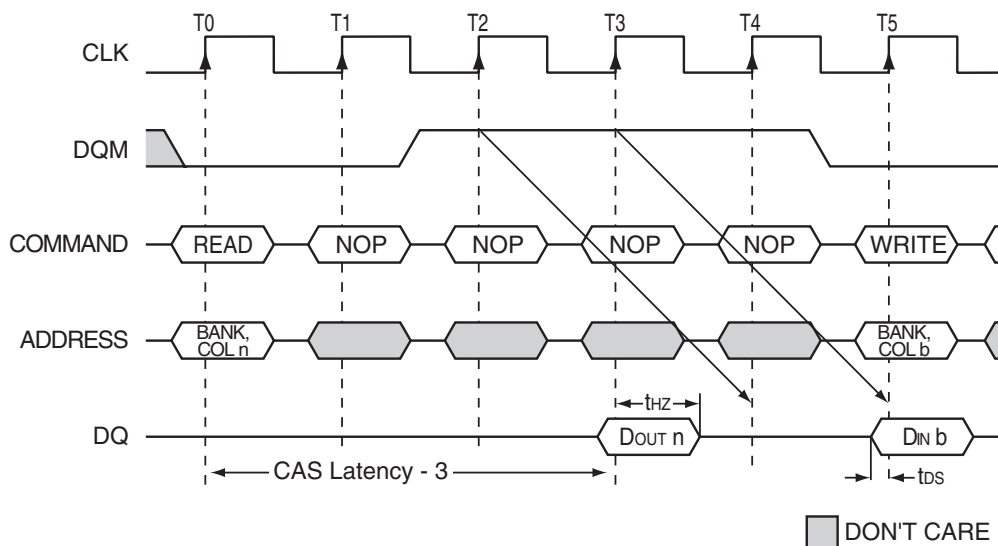 T0 T1 T2 T3 T4 T5
CLK
DQM
COMMAND READ NOP NOP NOP NOP WRITE
ADDRESS BANK, COL n BANK, COL b
tHZ
DQ DOUT n DIN b
CAS Latency - 3 tDS
DON'T CARE